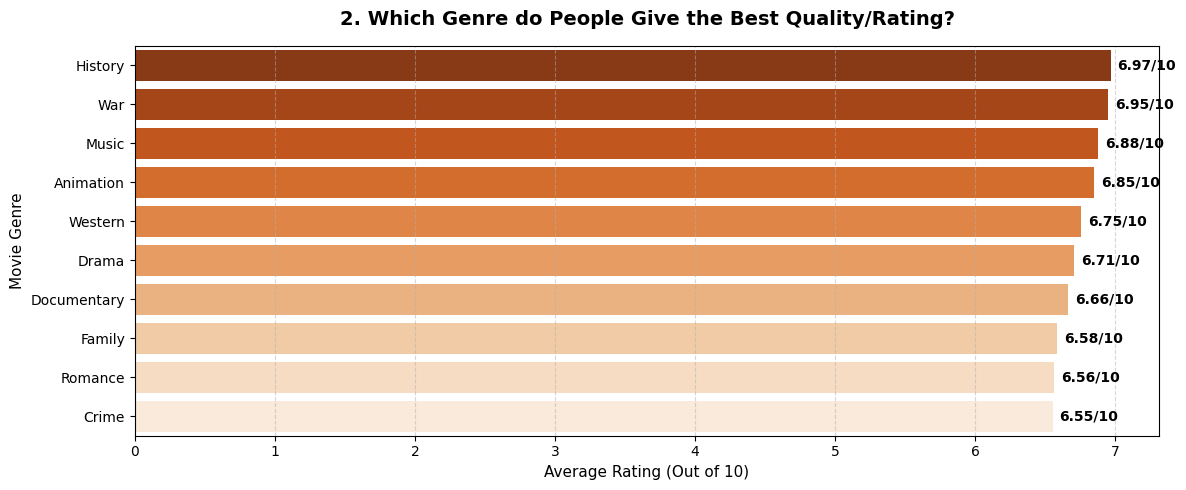 2. Which Genre do People Give the Best Quality/Rating?
Movie Genre
History 6.97/10
War 6.95/10
Music 6.88/10
Animation 6.85/10
Western 6.75/10
Drama 6.71/10
Documentary 6.66/10
Family 6.58/10
Romance 6.56/10
Crime 6.55/10
0 1 2 3 4 5 6 7
Average Rating (Out of 10)